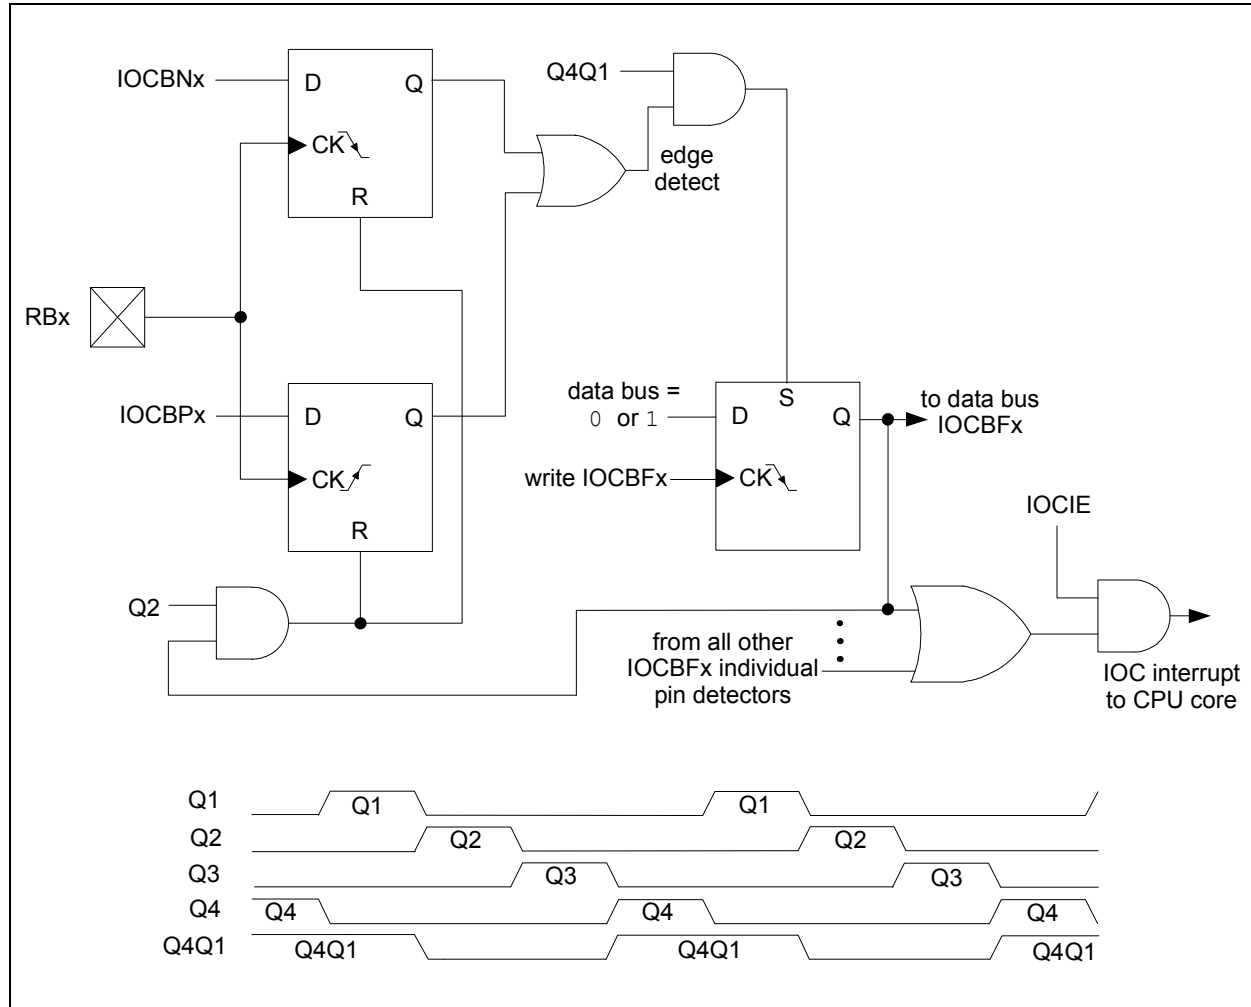 IOCBNx
D
Q
CK
R
Q4Q1
edge
detect
RBx
IOCBPx
D
Q
CK
R
data bus =
0 or 1
S
D
Q
to data bus
IOCBFx
write IOCBFx
CK
IOCIE
Q2
from all other
IOCBFx individual
pin detectors
IOC interrupt
to CPU core
Q1
Q1
Q1
Q2
Q2
Q2
Q3
Q3
Q3
Q4
Q4
Q4
Q4
Q4Q1
Q4Q1
Q4Q1
Q4Q1